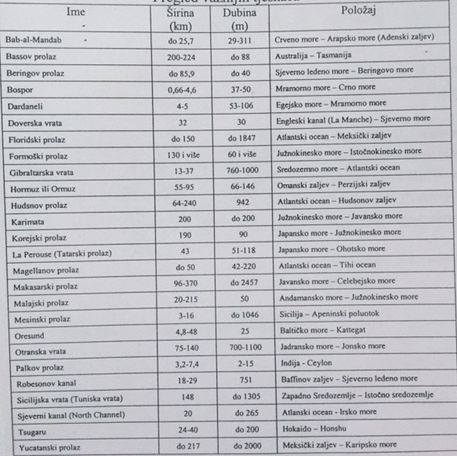 Pregled važnijih tjesnaca
Ime Širina (km) Dubina (m) Položaj
Bab-al-Mandab do 25,7 29-311 Crveno more – Arapsko more (Adenski zaljev)
Bassov prolaz 200-224 do 88 Australija – Tasmanija
Beringov prolaz do 85,9 do 40 Sjeverno ledeno more – Beringovo more
Bospor 0,66-4,6 37-50 Mramorno more – Crno more
Dardaneli 4-5 53-106 Egejsko more – Mramorno more
Doverska vrata 32 30 Engleski kanal (La Manche) – Sjeverno more
Floridski prolaz do 150 do 1847 Atlantski ocean – Meksički zaljev
Formoški prolaz 130 i više 60 i više Južnokinesko more – Istočnokinesko more
Gibraltarska vrata 13-37 760-1000 Sredozemno more – Atlantski ocean
Hormuz ili Ormuz 55-95 66-146 Omanski zaljev – Perzijski zaljev
Hudsnov prolaz 64-240 942 Atlantski ocean – Hudsonov zaljev
Karimata 200 do 200 Južnokinesko more – Javansko more
Korejski prolaz 190 90 Japansko more - Južnokinesko more
La Perouse (Tatarski prolaz) 43 51-118 Japansko more – Ohotsko more
Magellanov prolaz do 50 42-220 Atlantski ocean – Tihi ocean
Makasarski prolaz 96-370 do 2457 Javansko more – Celebejsko more
Malajski prolaz 20-215 50 Andamansko more – Južnokinesko more
Mesinski prolaz 3-16 do 1046 Sicilija – Apeninski poluotok
Oresund 4,8-48 25 Baltičko more – Kattegat
Otranska vrata 75-140 700-1100 Jadransko more – Jonsko more
Palkov prolaz 3,2-7,4 2-15 Indija - Ceylon
Robesonov kanal 18-29 751 Baffinov zaljev – Sjeverno ledeno more
Sicilijska vrata (Tuniska vrata) 148 do 1305 Zapadno Sredozemlje – Istočno sredozemlje
Sjeverni kanal (North Channel) 20 do 265 Atlanski ocean - Irsko more
Tsugaru 24-40 do 200 Hokaido – Honshu
Yucatanski prolaz do 217 do 2000 Meksički zaljev – Karipsko more